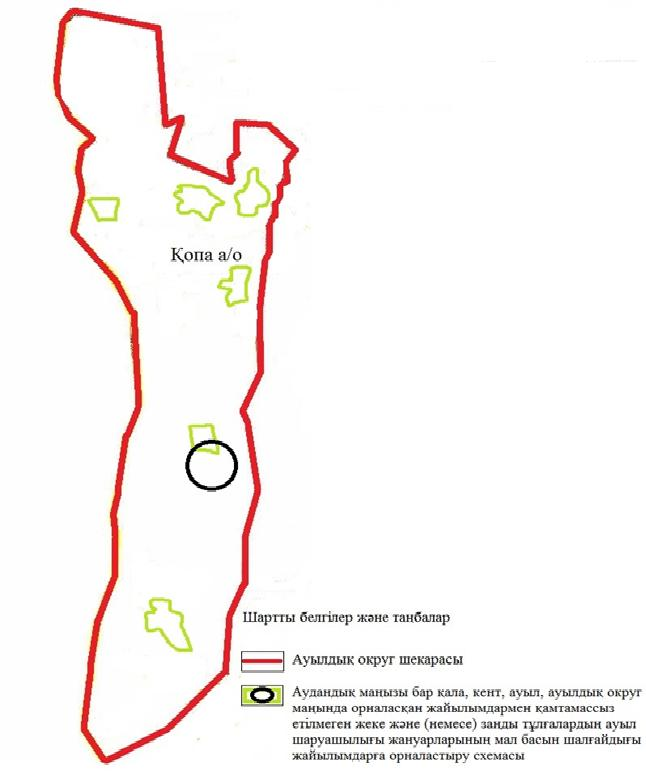 Қопа а/о
Шартты белгілер және танбалар
Ауылдық округ шекарасы
Аудандық маңызы бар қала, кент, ауыл, ауылдық округ
маңында орналасқан жайылымдармен қамтамассыз
етілмеген жеке және (немесе) заңды тұлғалардың ауыл
шаруашылығы жануарларының мал басын шалғайдығы
жайылымдарға орналастыру схемасы